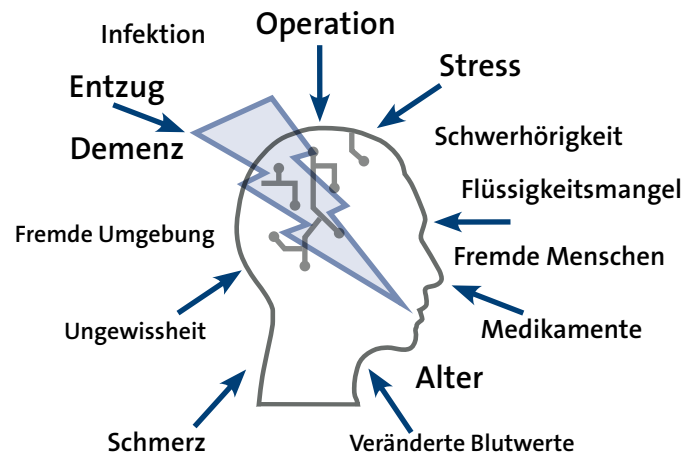 Infektion
Operation
Entzug
Stress
Demenz
Schwerhörigkeit
Flüssigkeitsmangel
Fremde Umgebung
Fremde Menschen
Ungewissheit
Medikamente
Alter
Schmerz
Veränderte Blutwerte